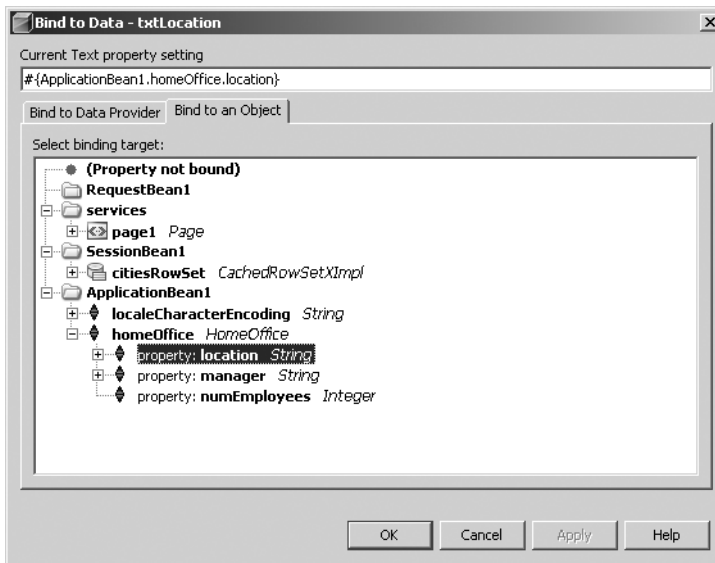 Bind to Data - txtLocation
Current Text property setting
#{ApplicationBean1.homeOffice.location}
Bind to Data Provider Bind to an Object
Select binding target:
(Property not bound)
RequestBean1
services
page1 Page
SessionBean1
citiesRowSet CachedRowSetXImpl
ApplicationBean1
localeCharacterEncoding String
homeOffice HomeOffice
property: location String
property: manager String
property: numEmployees Integer
OK Cancel Apply Help